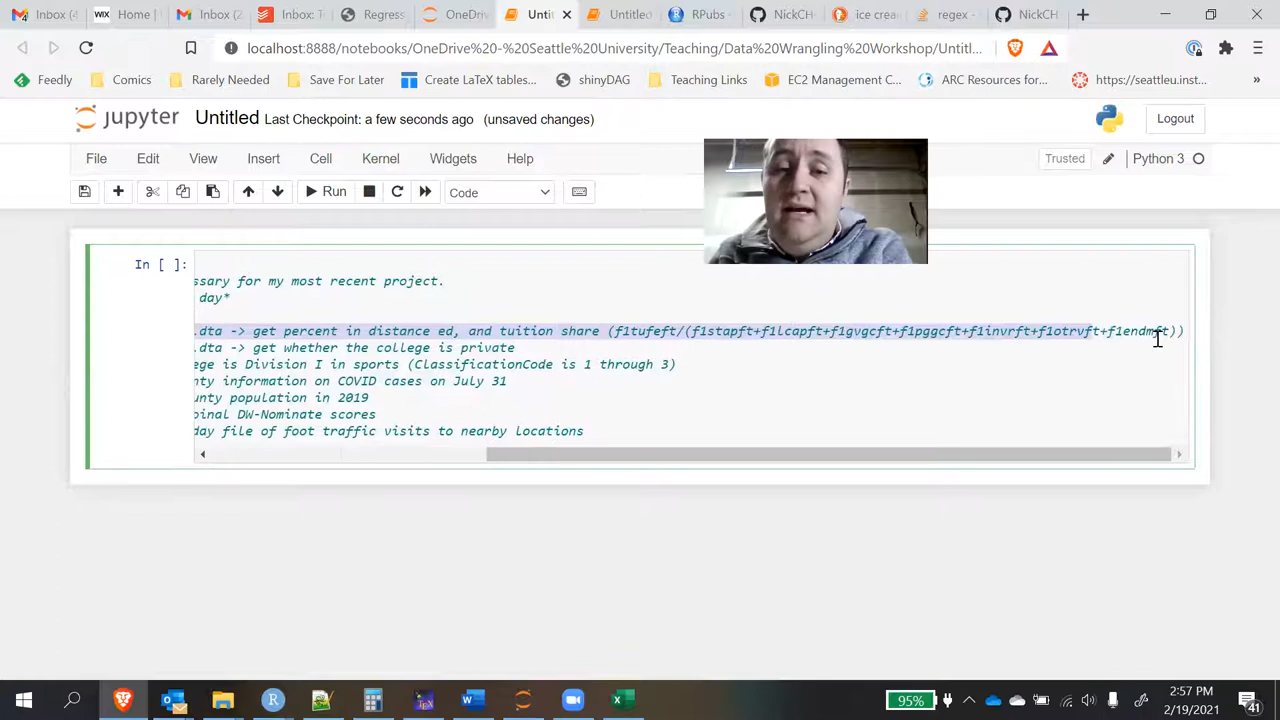 Inbox (4
WIX Home |
Inbox (2
Inbox: T
Regress
OneDriv
Untit
Untitled
RPubs -
NickCH
ice crea
regex -
NickCH
localhost:8888/notebooks/OneDrive%20-%20Seattle%20University/Teaching/Data%20Wrangling%20Workshop/Untitl...
Feedly
Comics
Rarely Needed
Save For Later
Create LaTeX tables...
shinyDAG
Teaching Links
EC2 Management C...
ARC Resources for...
https://seattleu.inst...
jupyter Untitled Last Checkpoint: a few seconds ago (unsaved changes)
Logout
File Edit View Insert Cell Kernel Widgets Help
Trusted
Python 3
Run
Code
In [ ]:
ssary for my most recent project.
day*
.dta -> get percent in distance ed, and tuition share (f1tufeft/(f1stapft+f1lcapft+f1gvgcft+f1pggcft+f1invrft+f1otrvft+f1endmft))
.dta -> get whether the college is private
ege is Division I in sports (ClassificationCode is 1 through 3)
nty information on COVID cases on July 31
unty population in 2019
pinal DW-Nominate scores
day file of foot traffic visits to nearby locations
95%
2:57 PM
2/19/2021
41